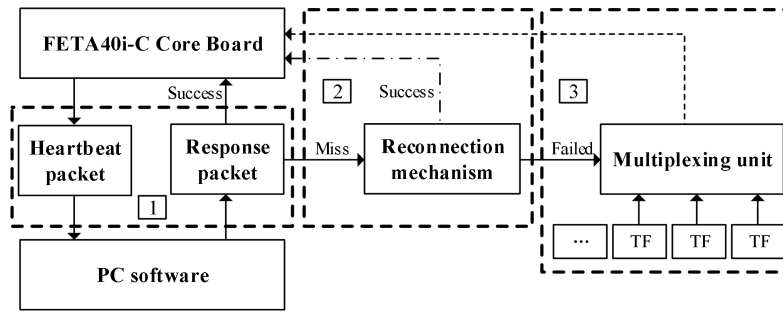 FETA40i-C Core Board
Success
2
Success
3
Heartbeat
packet
Response
packet
Miss
Reconnection
mechanism
Failed
Multiplexing unit
1
...
TF
TF
TF
PC software